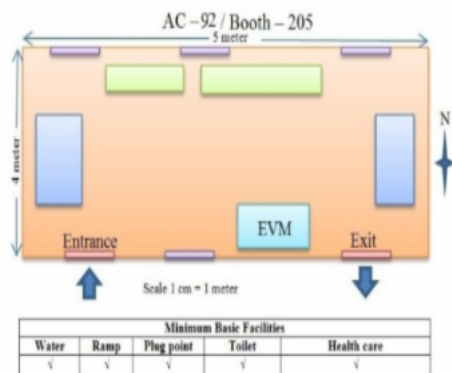 AC – 92 / Booth – 205
5 meter
4 meter
N
EVM
Entrance
Exit
Scale 1 cm = 1 meter
Minimum Basic Facilities
Water Ramp Plug point Toilet Health care
√ √ √ √ √